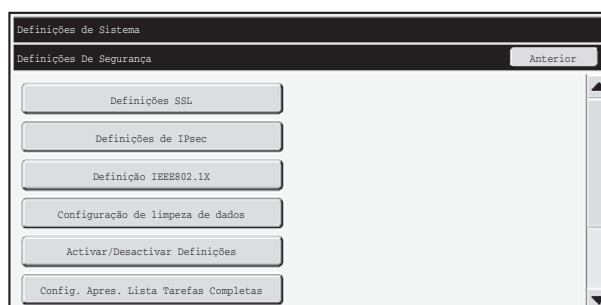 Definições de Sistema
Definições De Segurança
Anterior
Definições SSL
Definições de IPsec
Definição IEEE802.1X
Configuração de limpeza de dados
Activar/Desactivar Definições
Config. Apres. Lista Tarefas Completas